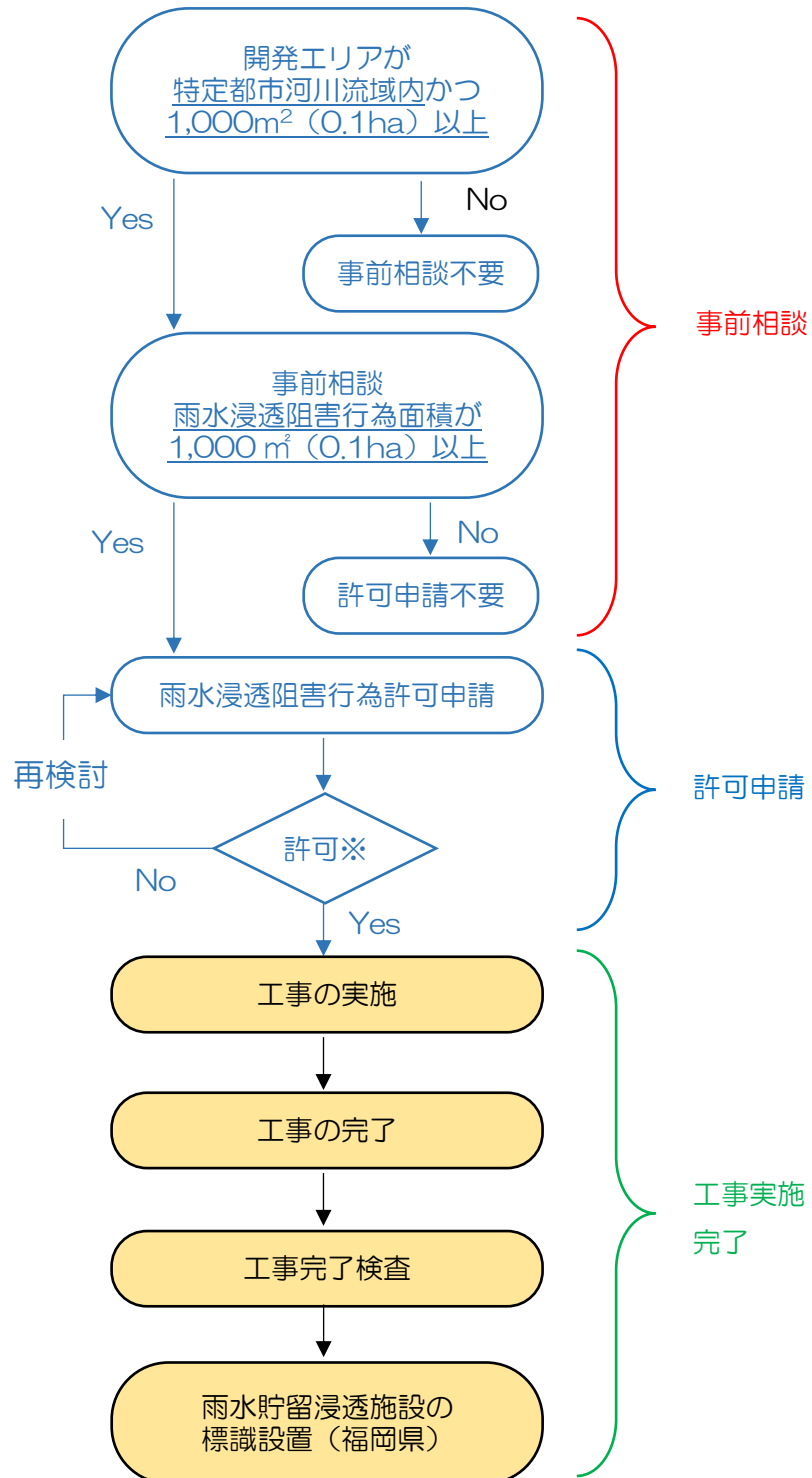 開発エリアが
特定都市河川流域内かつ
1,000m²（0.1ha）以上
No
Yes
事前相談不要
事前相談
事前相談
雨水浸透阻害行為面積が
1,000㎡（0.1ha）以上
No
Yes
許可申請不要
雨水浸透阻害行為許可申請
再検討
許可申請
許可※
No
Yes
工事の実施
工事の完了
工事実施
完了
工事完了検査
雨水貯留浸透施設の
標識設置（福岡県）